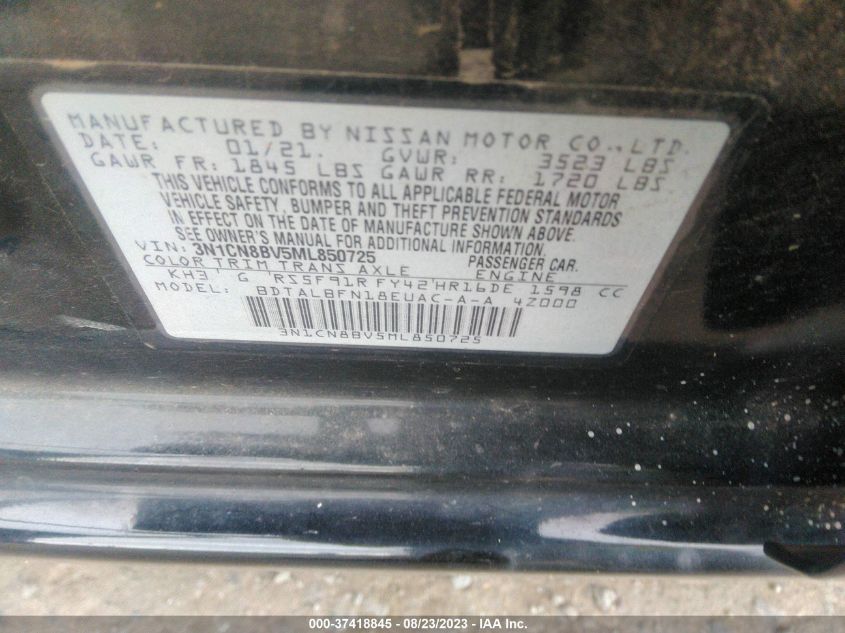 MANUFACTURED BY NISSAN MOTOR CO.,LTD.
DATE: 01/21. GVWR: 3523 LBS
GAWR FR: 1845 LBS GAWR RR: 1720 LBS
THIS VEHICLE CONFORMS TO ALL APPLICABLE FEDERAL MOTOR
VEHICLE SAFETY, BUMPER AND THEFT PREVENTION STANDARDS
IN EFFECT ON THE DATE OF MANUFACTURE SHOWN ABOVE.
SEE OWNER'S MANUAL FOR ADDITIONAL INFORMATION
VIN: 3N1CN8BV5ML850725 PASSENGER CAR.
COLOR TRIM TRANS AXLE ENGINE
KH3 G RS5F91R FY42 HR16DE 1598 CC
MODEL: BDTALBFN18EUAC-A-A 4Z000
3N1CN8BV5ML850725
000-37418845 - 08/23/2023 - IAA